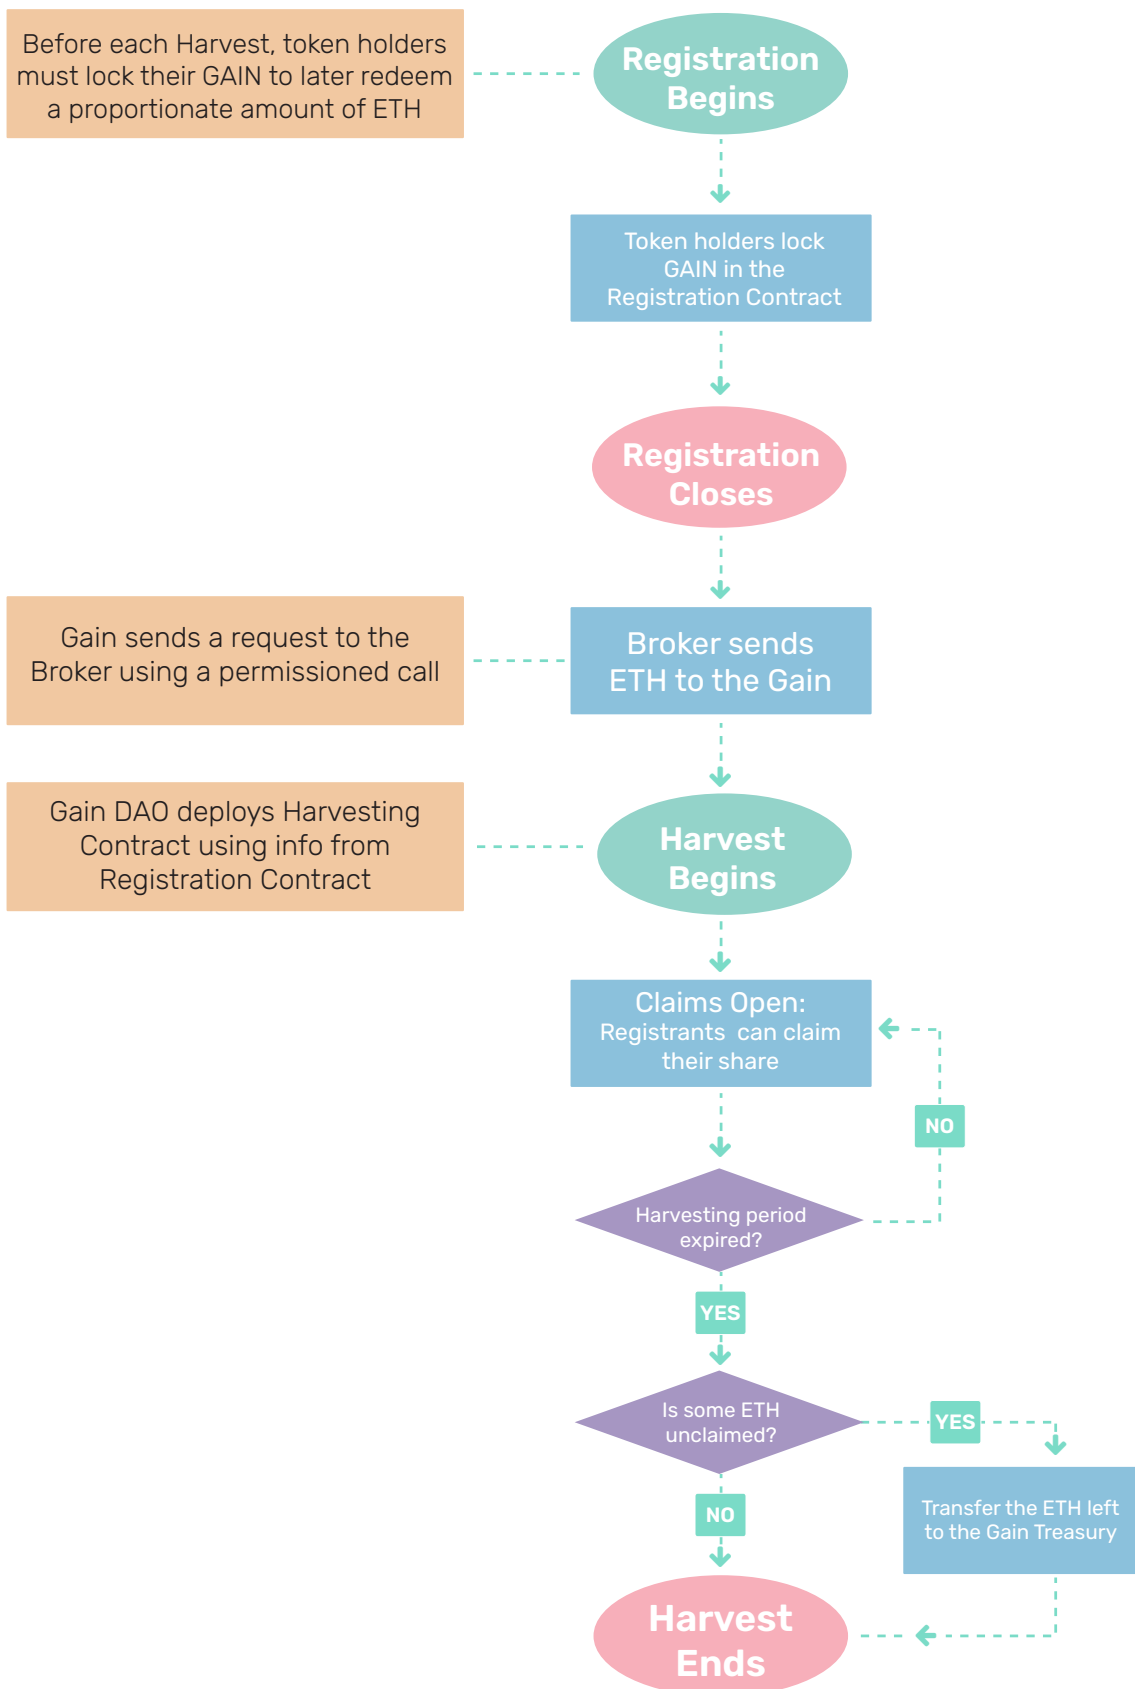 Before each Harvest, token holders
must lock their GAIN to later redeem
a proportionate amount of ETH
Registration
Begins
Token holders lock
GAIN in the
Registration Contract
Registration
Closes
Gain sends a request to the
Broker using a permissioned call
Broker sends
ETH to the Gain
Gain DAO deploys Harvesting
Contract using info from
Registration Contract
Harvest
Begins
Claims Open:
Registrants can claim
their share
NO
Harvesting period
expired?
YES
Is some ETH
unclaimed?
YES
Transfer the ETH left
to the Gain Treasury
NO
Harvest
Ends